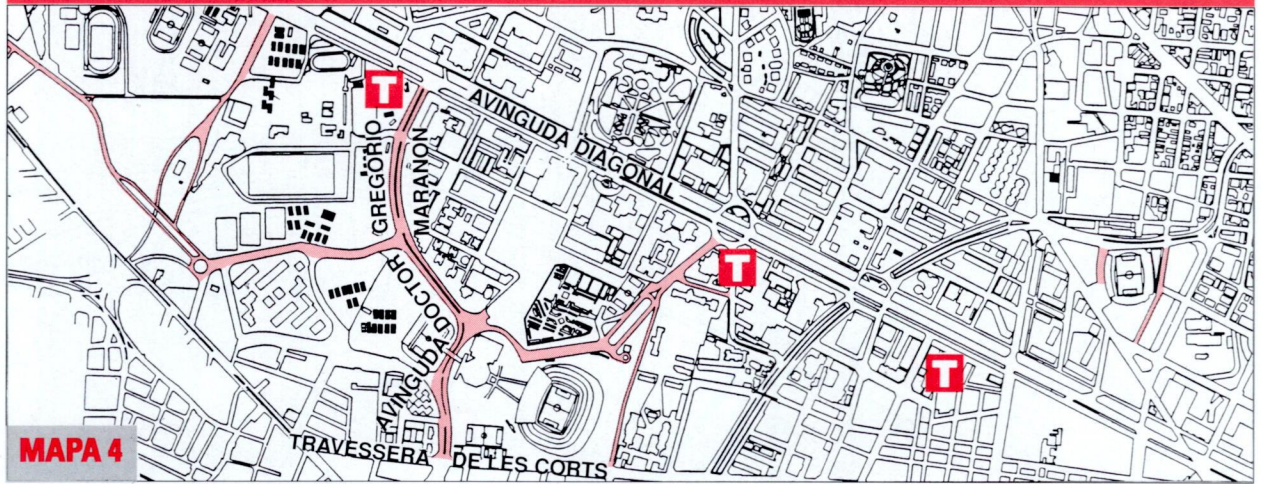 T
AVINGUDA DIAGONAL
GREGORIO
MARAÑON
T
AVINGUDA DOCTOR
T
MAPA 4
TRAVESSERA DE LES CORTS